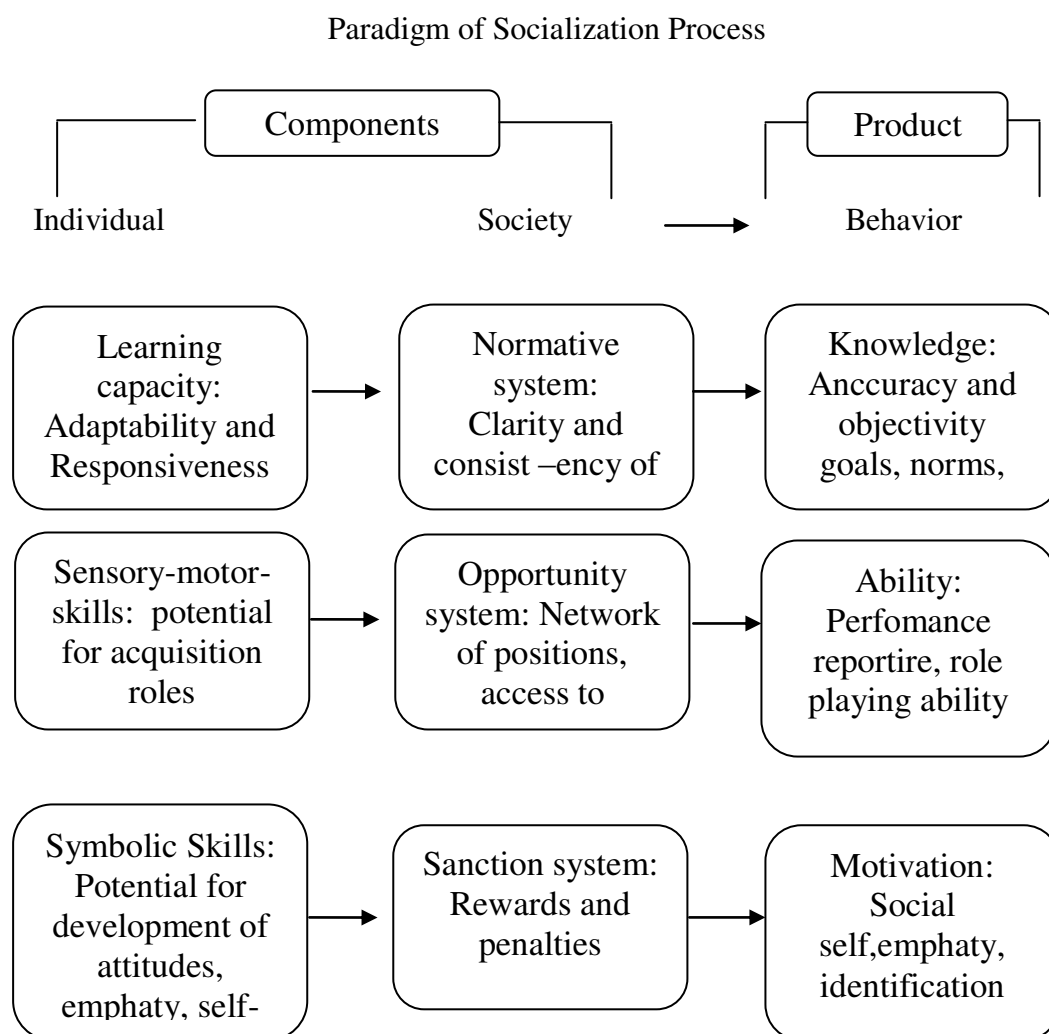 Paradigm of Socialization Process
Components
Product
Individual
Society
Behavior
Learning
capacity:
Adaptability and
Responsiveness
Normative
system:
Clarity and
consist –ency of
Knowledge:
Anccuracy and
objectivity
goals, norms,
Sensory-motor-
skills:  potential
for acquisition
roles
Opportunity
system: Network
of positions,
access to
Ability:
Perfomance
reportire, role
playing ability
Symbolic Skills:
Potential for
development of
attitudes,
emphaty, self-
Sanction system:
Rewards and
penalties
Motivation:
Social
self,emphaty,
identification